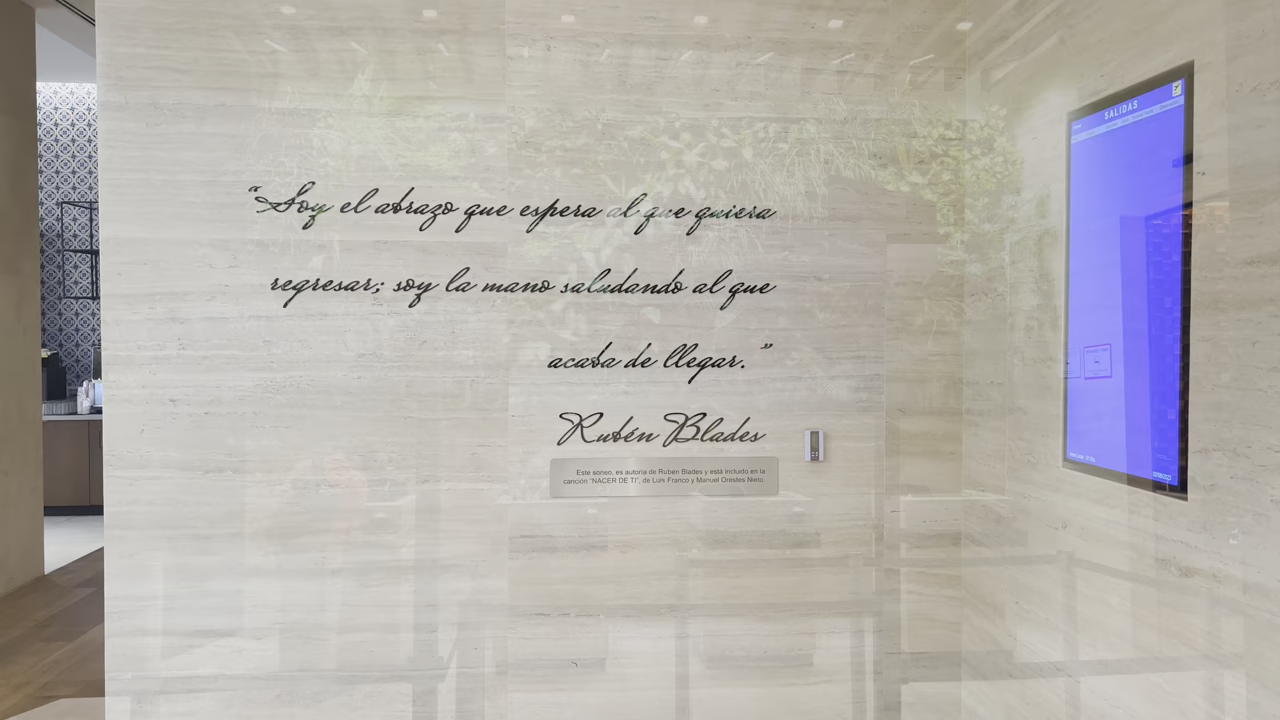 “Soy el abrazo que espera al que quiera
regresar; soy la mano saludando al que
acaba de llegar.”
Rubén Blades
Este soneo, es autoría de Rubén Blades y está incluido en la
canción “NACER DE TI”, de Luis Franco y Manuel Orestes Nieto.
SALIDAS